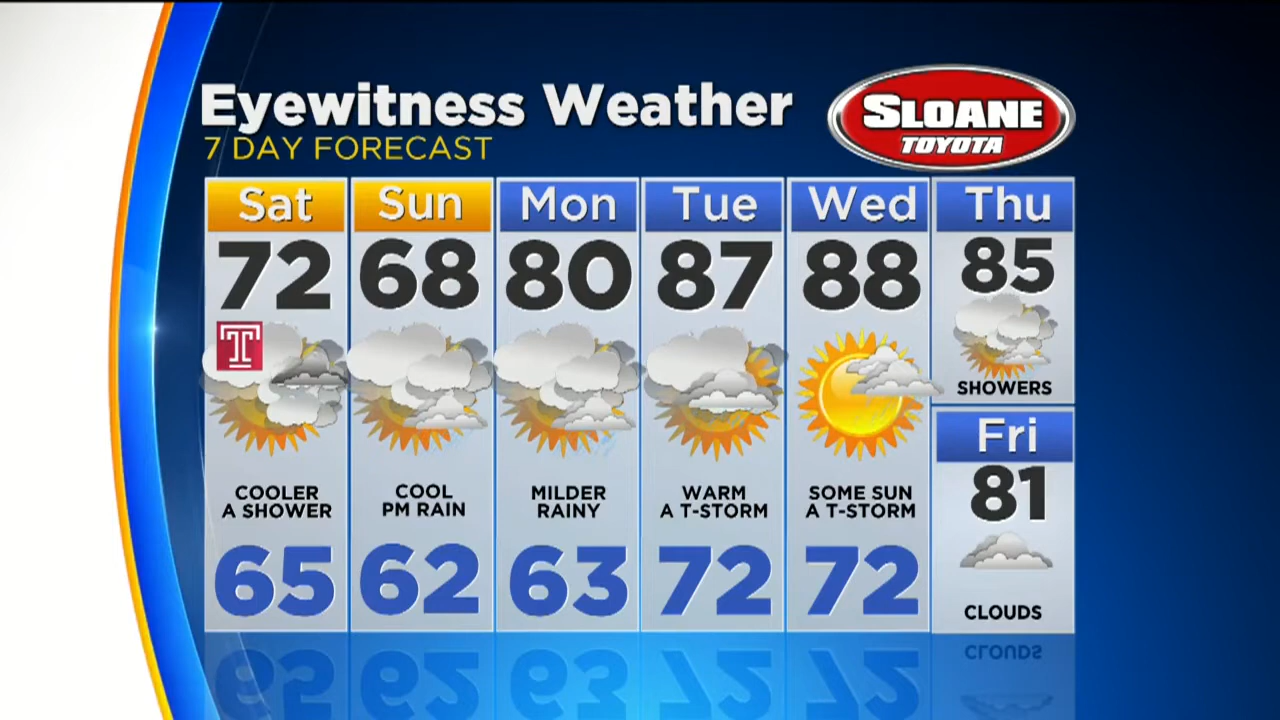 Eyewitness Weather
7 DAY FORECAST
SLOANE
TOYOTA
Sat
72
T
COOLER
A SHOWER
65
Sun
68
COOL
PM RAIN
62
Mon
80
MILDER
RAINY
63
Tue
87
WARM
A T-STORM
72
Wed
88
SOME SUN
A T-STORM
72
Thu
85
SHOWERS
Fri
81
CLOUDS